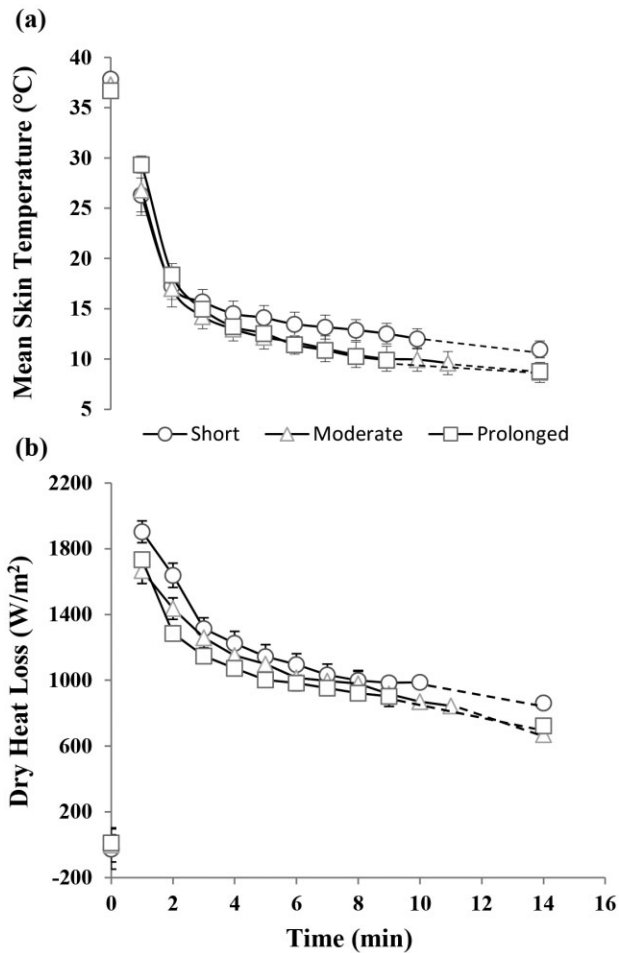 (a)
Mean Skin Temperature (°C)
40
35
30
25
20
15
10
5
Short Moderate Prolonged
(b)
Dry Heat Loss (W/m²)
2200
1800
1400
1000
600
200
-200
0 2 4 6 8 10 12 14 16
Time (min)